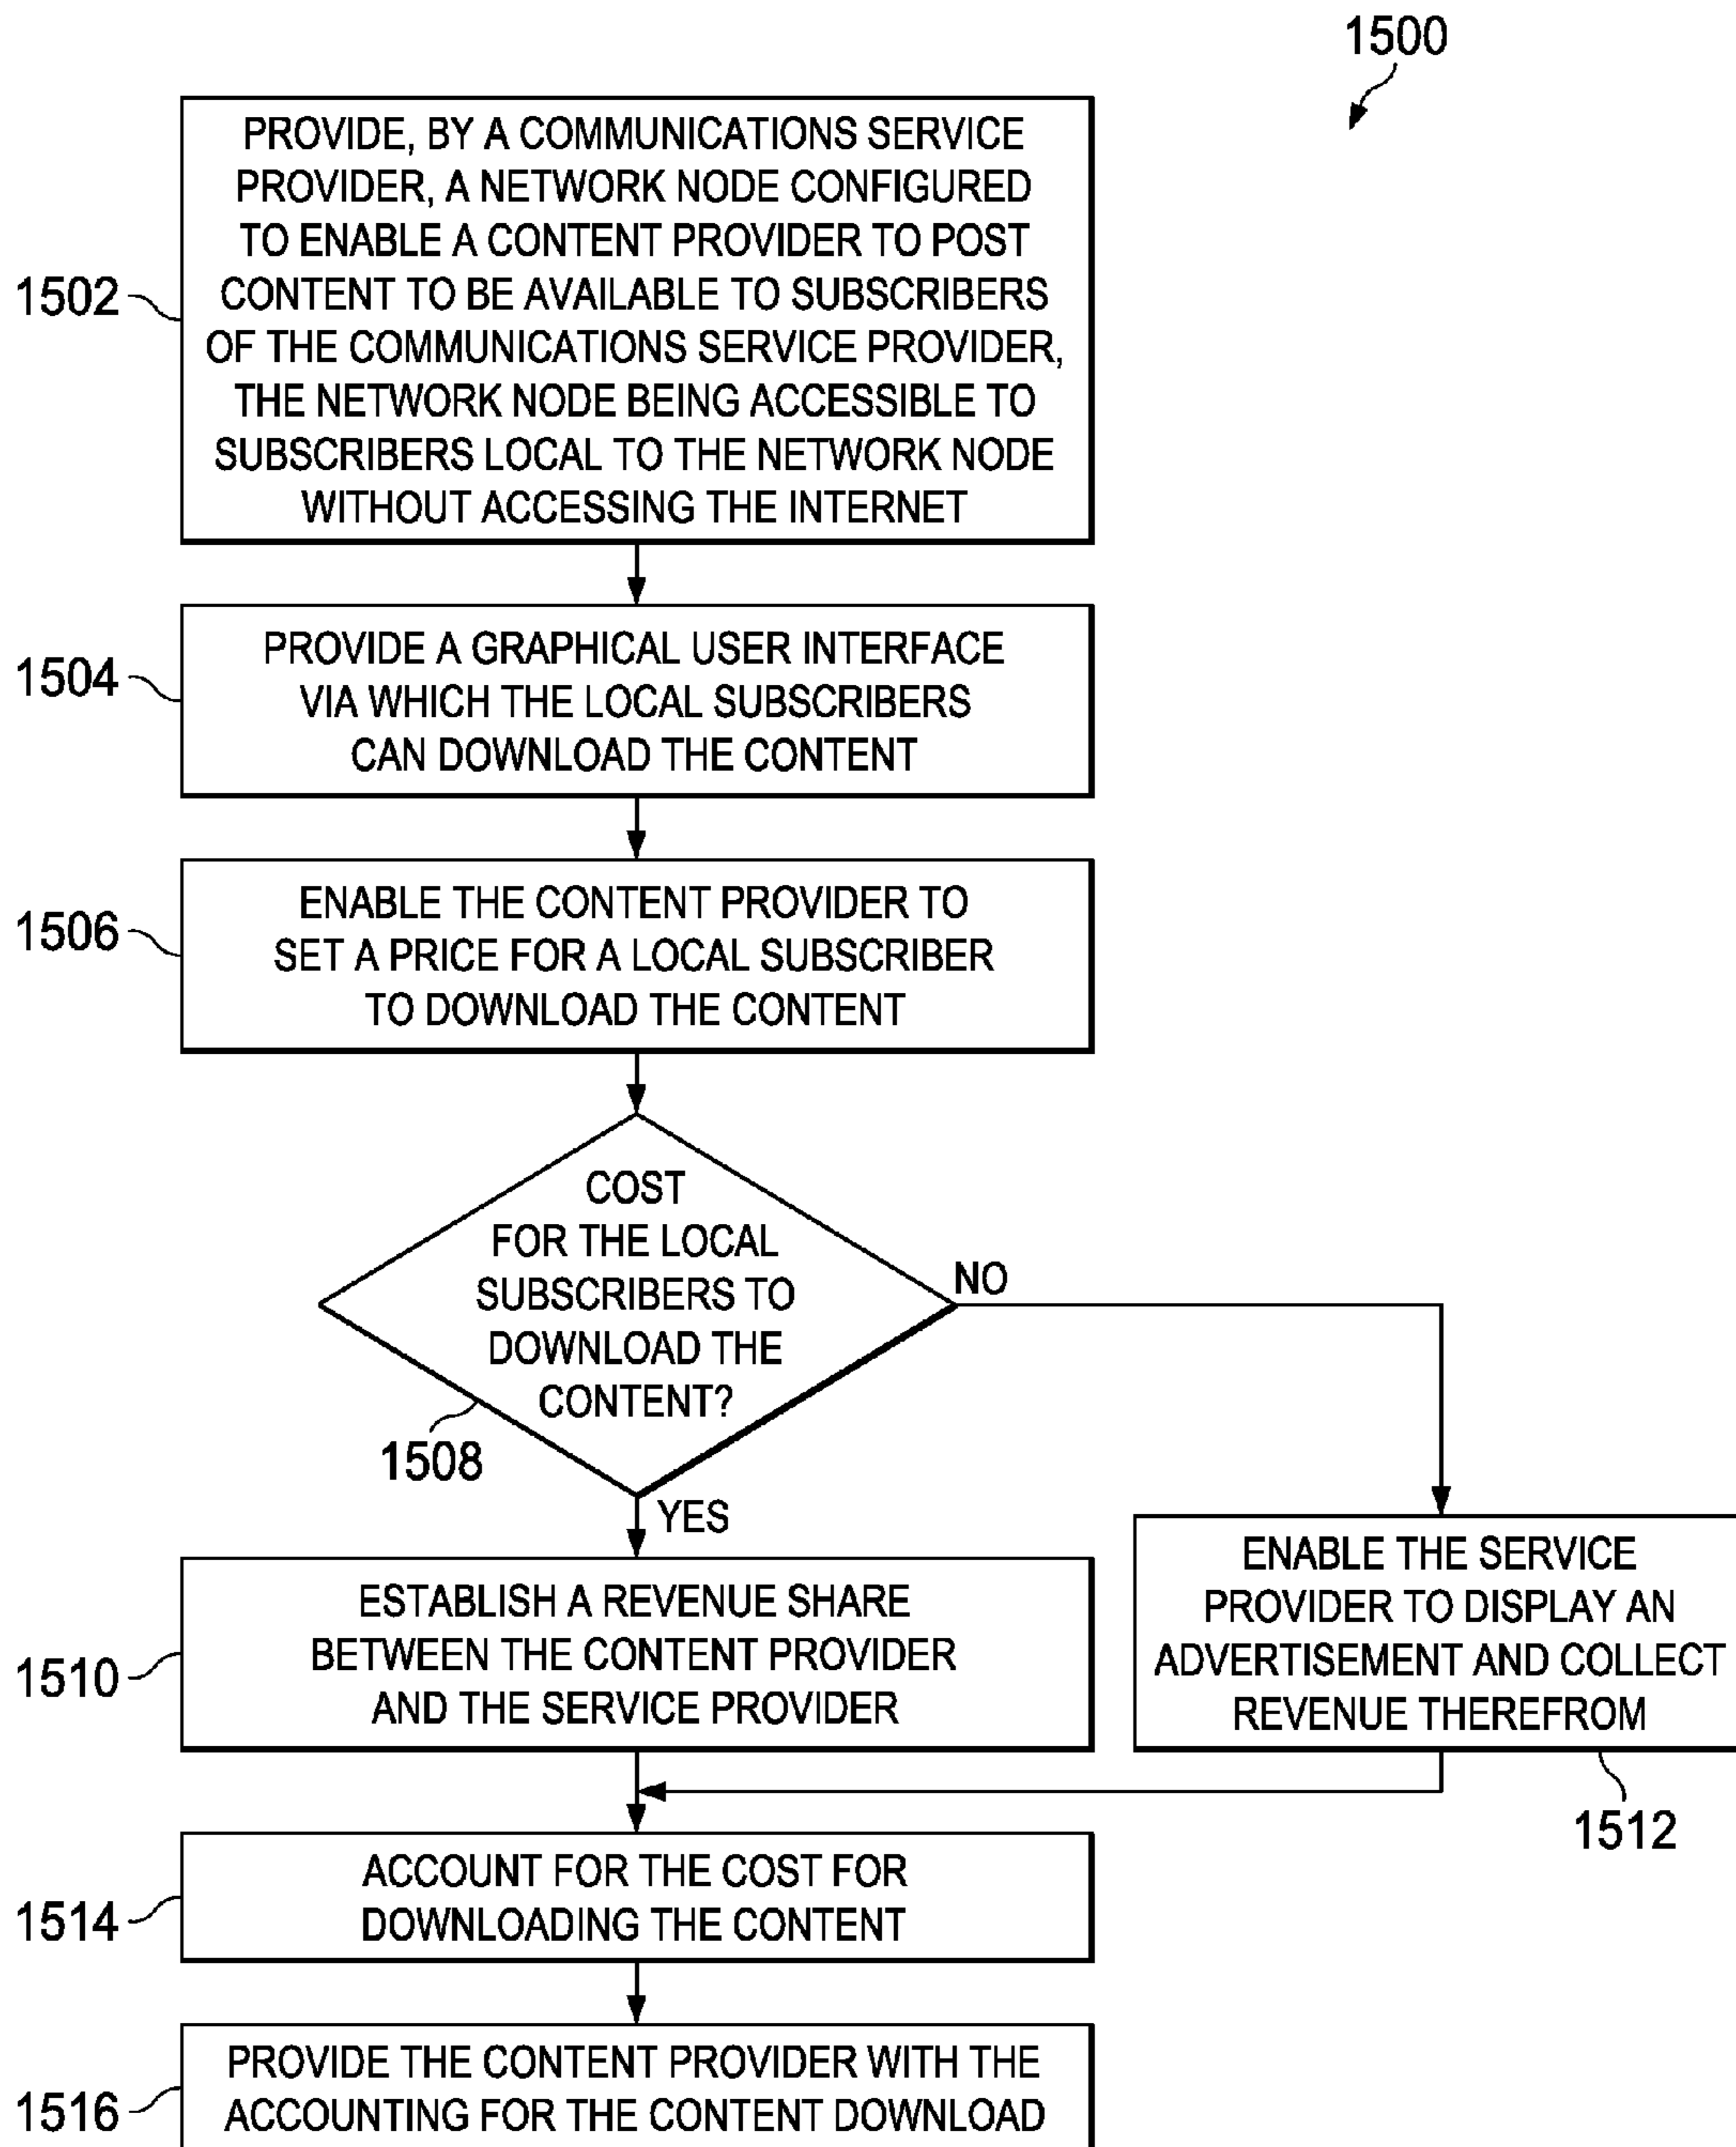 1500
PROVIDE, BY A COMMUNICATIONS SERVICE
PROVIDER, A NETWORK NODE CONFIGURED
TO ENABLE A CONTENT PROVIDER TO POST
CONTENT TO BE AVAILABLE TO SUBSCRIBERS
OF THE COMMUNICATIONS SERVICE PROVIDER,
THE NETWORK NODE BEING ACCESSIBLE TO
SUBSCRIBERS LOCAL TO THE NETWORK NODE
WITHOUT ACCESSING THE INTERNET
1502
PROVIDE A GRAPHICAL USER INTERFACE
VIA WHICH THE LOCAL SUBSCRIBERS
CAN DOWNLOAD THE CONTENT
1504
ENABLE THE CONTENT PROVIDER TO
SET A PRICE FOR A LOCAL SUBSCRIBER
TO DOWNLOAD THE CONTENT
1506
COST
FOR THE LOCAL
SUBSCRIBERS TO
DOWNLOAD THE
CONTENT?
1508
NO
YES
ESTABLISH A REVENUE SHARE
BETWEEN THE CONTENT PROVIDER
AND THE SERVICE PROVIDER
1510
ENABLE THE SERVICE
PROVIDER TO DISPLAY AN
ADVERTISEMENT AND COLLECT
REVENUE THEREFROM
1512
ACCOUNT FOR THE COST FOR
DOWNLOADING THE CONTENT
1514
PROVIDE THE CONTENT PROVIDER WITH THE
ACCOUNTING FOR THE CONTENT DOWNLOAD
1516